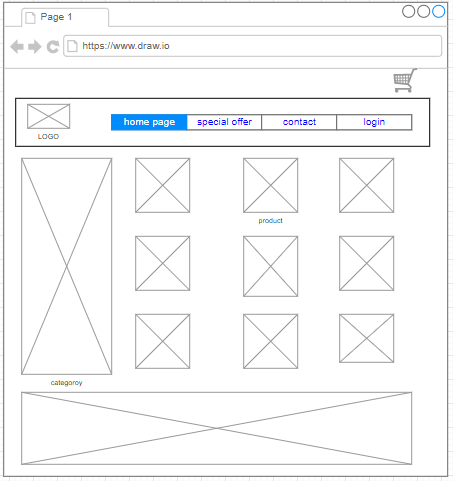 Page 1
https://www.draw.io
LOGO
home page
special offer
contact
login
product
categoroy